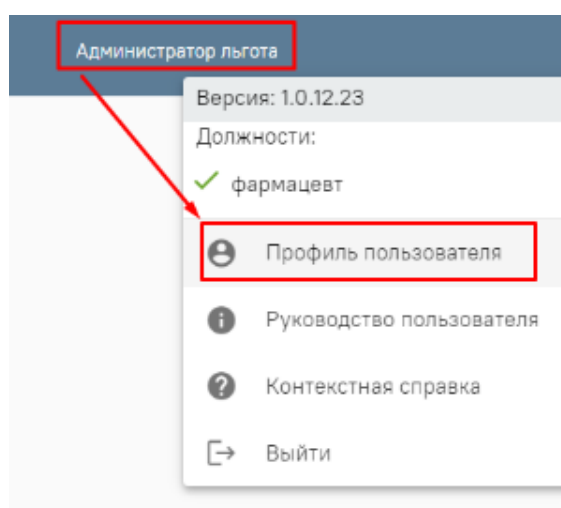 Администратор льгота
Версия: 1.0.12.23
Должности:
фармацевт
Профиль пользователя
Руководство пользователя
Контекстная справка
Выйти